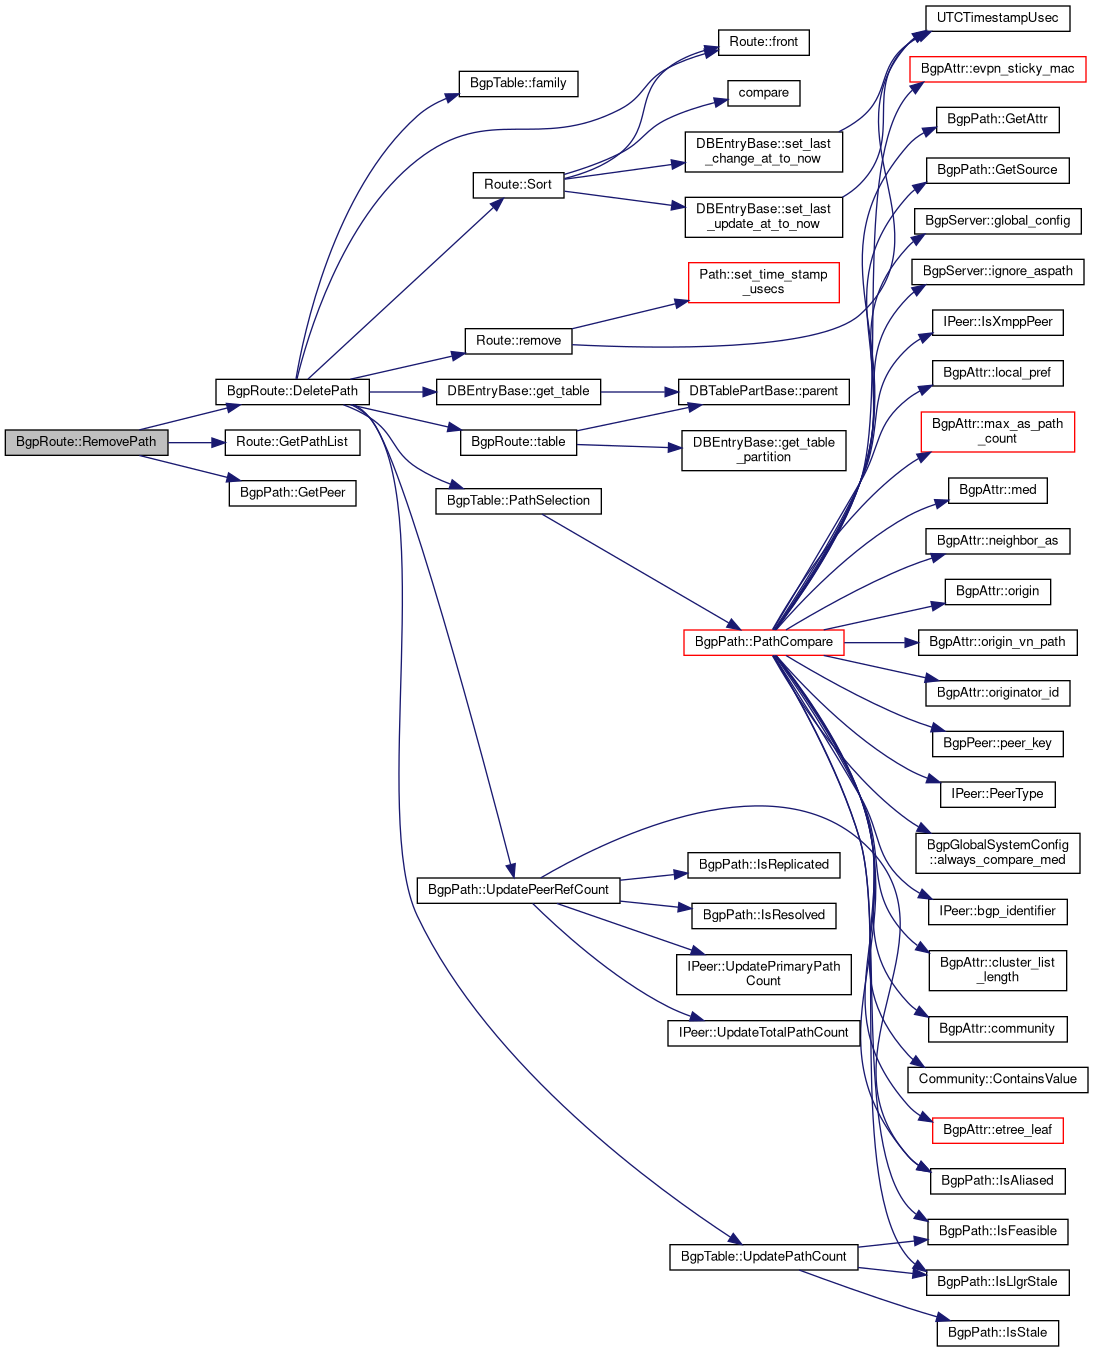 BgpRoute::RemovePath
BgpRoute::DeletePath
Route::GetPathList
BgpPath::GetPeer
BgpTable::family
Route::Sort
Route::remove
DBEntryBase::get_table
BgpRoute::table
BgpTable::PathSelection
BgpPath::UpdatePeerRefCount
Route::front
compare
DBEntryBase::set_last
_change_at_to_now
DBEntryBase::set_last
_update_at_to_now
Path::set_time_stamp
_usecs
DBTablePartBase::parent
DBEntryBase::get_table
_partition
BgpPath::PathCompare
BgpPath::IsReplicated
BgpPath::IsResolved
IPeer::UpdatePrimaryPath
Count
IPeer::UpdateTotalPathCount
BgpTable::UpdatePathCount
UTCTimestampUsec
BgpAttr::evpn_sticky_mac
BgpPath::GetAttr
BgpPath::GetSource
BgpServer::global_config
BgpServer::ignore_aspath
IPeer::IsXmppPeer
BgpAttr::local_pref
BgpAttr::max_as_path
_count
BgpAttr::med
BgpAttr::neighbor_as
BgpAttr::origin
BgpAttr::origin_vn_path
BgpAttr::originator_id
BgpPeer::peer_key
IPeer::PeerType
BgpGlobalSystemConfig
::always_compare_med
IPeer::bgp_identifier
BgpAttr::cluster_list
_length
BgpAttr::community
Community::ContainsValue
BgpAttr::etree_leaf
BgpPath::IsAliased
BgpPath::IsFeasible
BgpPath::IsLlgrStale
BgpPath::IsStale